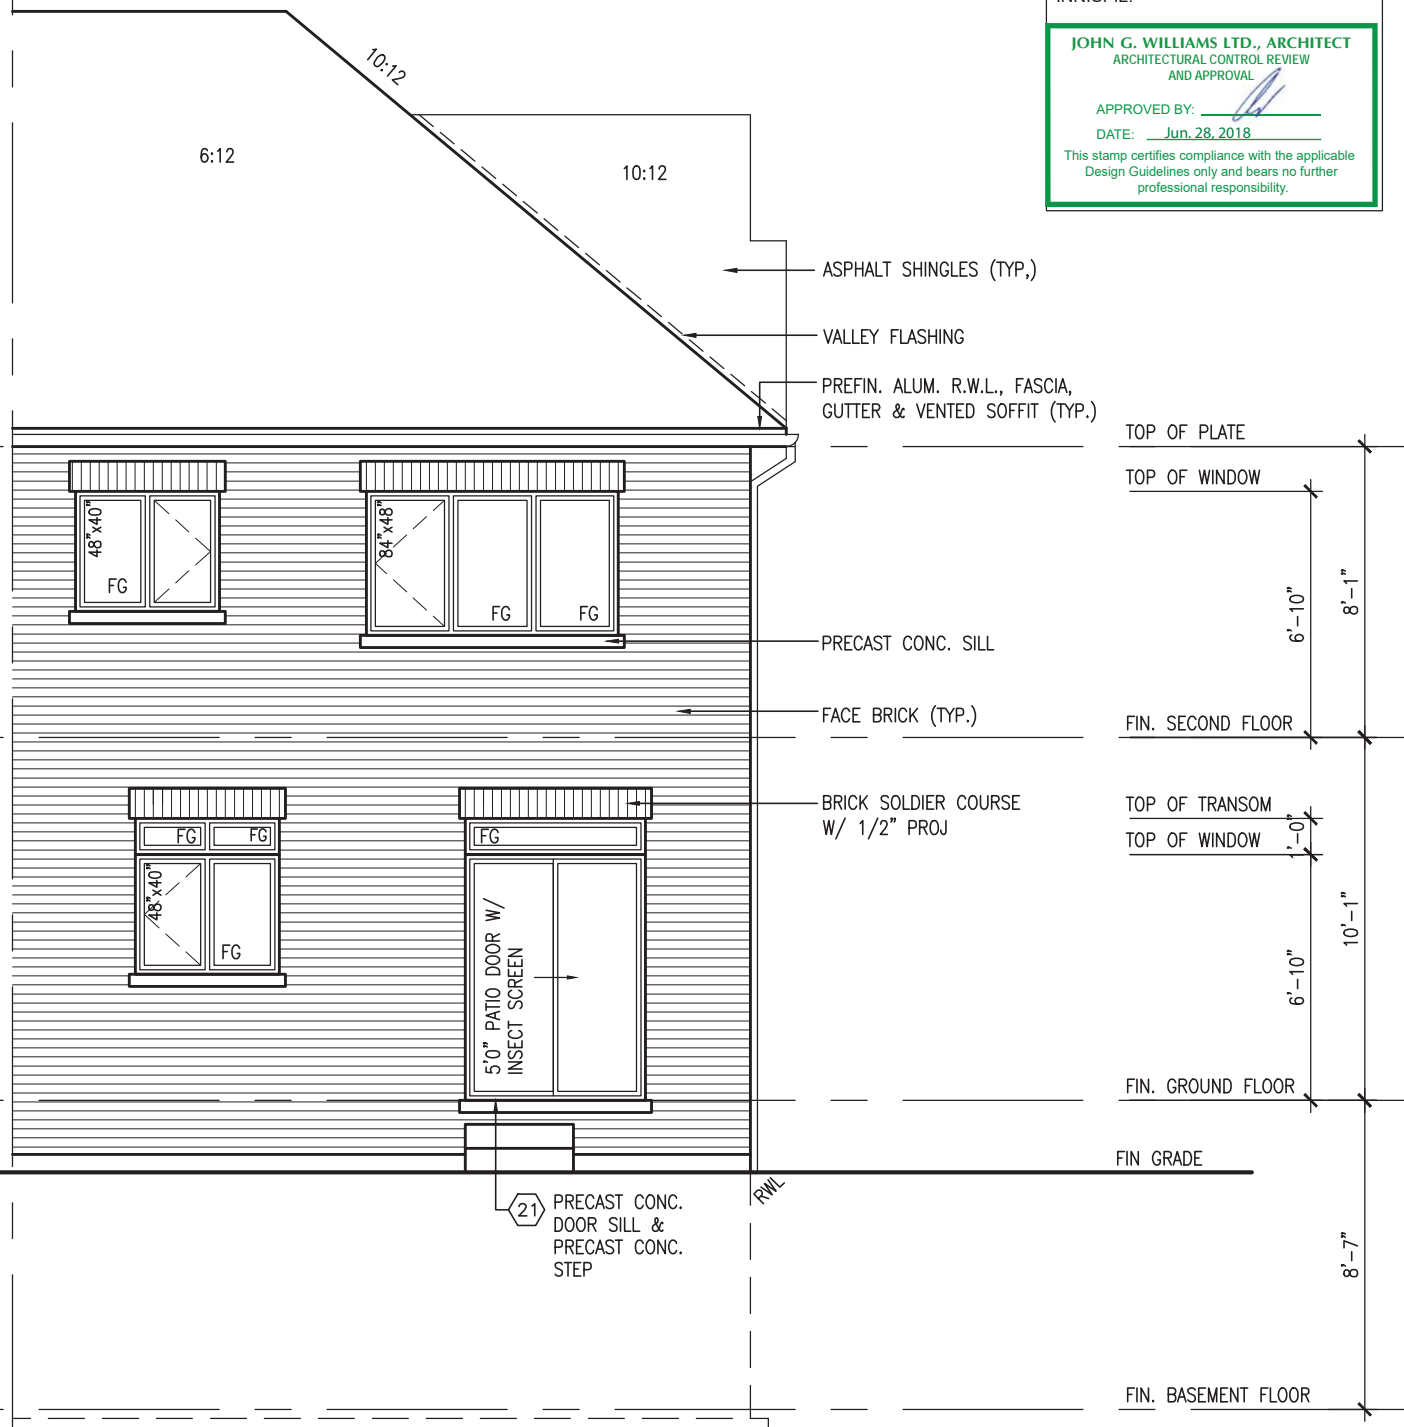 JOHN G. WILLIAMS LTD., ARCHITECT
ARCHITECTURAL CONTROL REVIEW
AND APPROVAL
APPROVED BY:
DATE: Jun. 28, 2018
This stamp certifies compliance with the applicable
Design Guidelines only and bears no further
professional responsibility.
10:12
6:12
10:12
ASPHALT SHINGLES (TYP,)
VALLEY FLASHING
PREFIN. ALUM. R.W.L., FASCIA,
GUTTER & VENTED SOFFIT (TYP.)
TOP OF PLATE
TOP OF WINDOW
48"x40"
FG
84"x48"
FG
FG
6'-10"
8'-1"
PRECAST CONC. SILL
FACE BRICK (TYP.)
FIN. SECOND FLOOR
BRICK SOLDIER COURSE
W/ 1/2" PROJ
TOP OF TRANSOM
1'-0"
TOP OF WINDOW
FG
FG
FG
48"x40"
FG
5'0" PATIO DOOR W/
INSECT SCREEN
10'-1"
6'-10"
FIN. GROUND FLOOR
FIN GRADE
RWL
21
PRECAST CONC.
DOOR SILL &
PRECAST CONC.
STEP
8'-7"
FIN. BASEMENT FLOOR